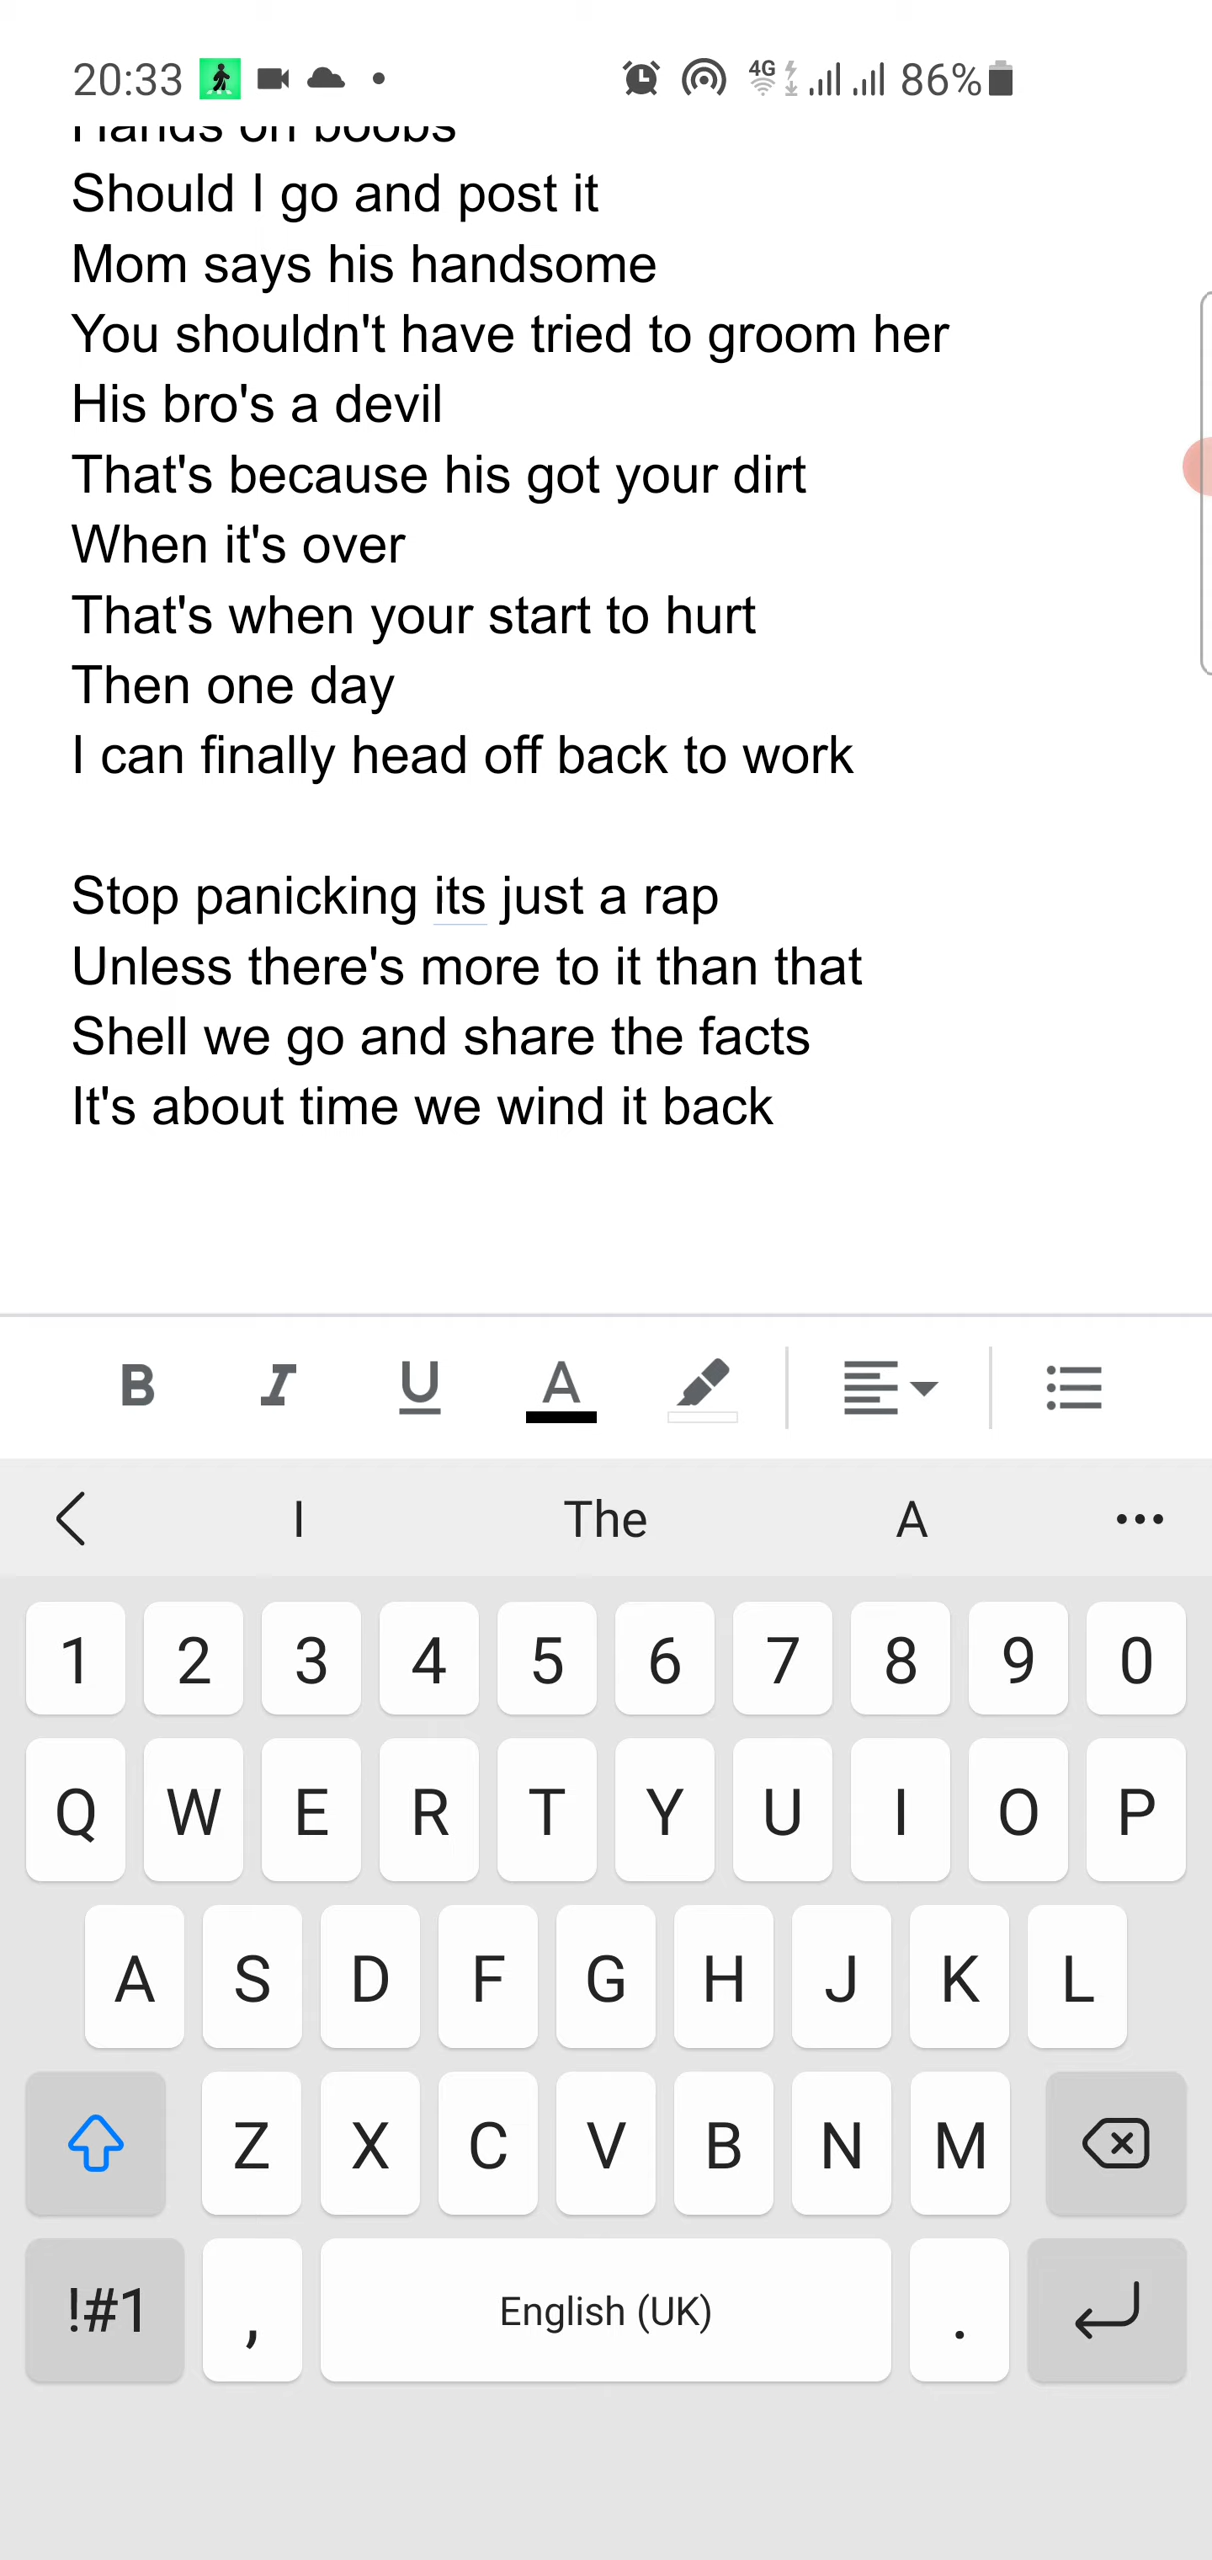 20:33 4G 86%
Hands on boobs
Should I go and post it
Mom says his handsome
You shouldn't have tried to groom her
His bro's a devil
That's because his got your dirt
When it's over
That's when your start to hurt
Then one day
I can finally head off back to work
Stop panicking its just a rap
Unless there's more to it than that
Shell we go and share the facts
It's about time we wind it back
B I U A
I The A
1 2 3 4 5 6 7 8 9 0
Q W E R T Y U I O P
A S D F G H J K L
Z X C V B N M
!#1 , English (UK) .